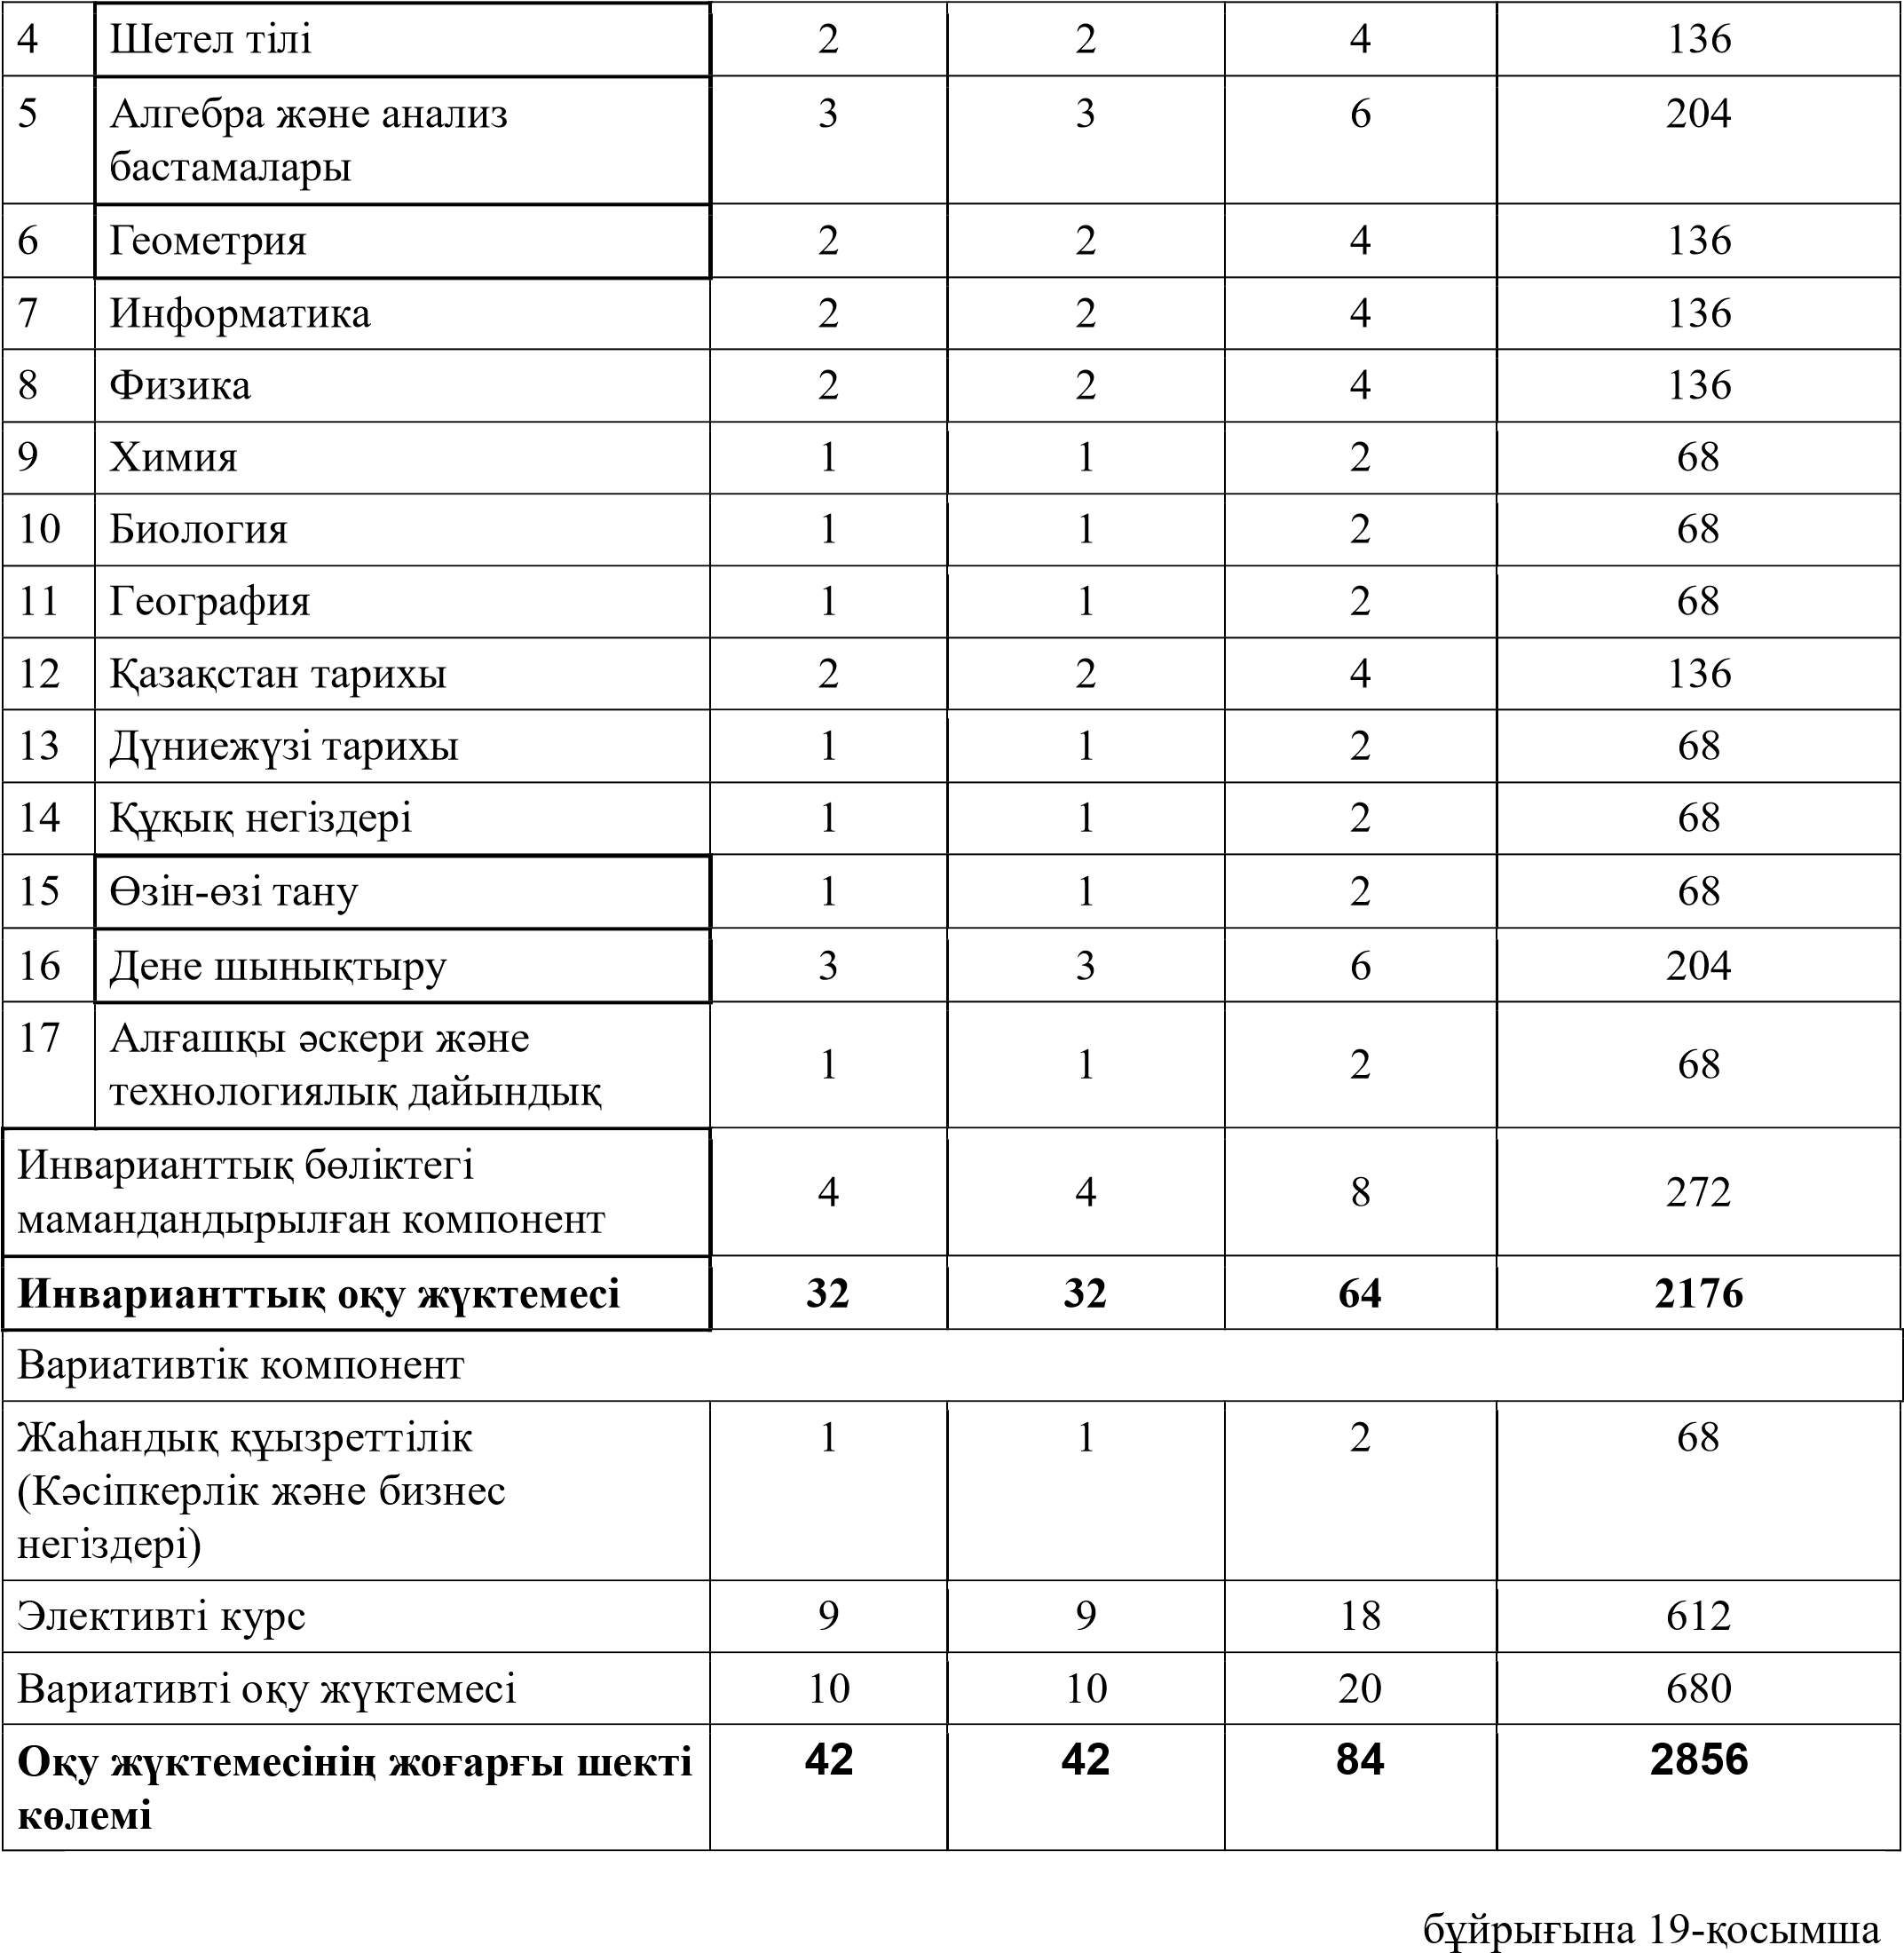 4 Шетел тілі 2 2 4 136
5 Алгебра және анализ 3 3 6 204
бастамалары
6 Геометрия 2 2 4 136
7 Информатика 2 2 4 136
8 Физика 2 2 4 136
9 Химия 1 1 2 68
10 Биология 1 1 2 68
11 География 1 1 2 68
12 Қазақстан тарихы 2 2 4 136
13 Дүниежүзі тарихы 1 1 2 68
14 Құқық негіздері 1 1 2 68
15 Өзін-өзі тану 1 1 2 68
16 Дене шынықтыру 3 3 6 204
17 Алғашқы әскери және
технологиялық дайындық 1 1 2 68
Инварианттық бөліктегі
мамандандырылған компонент 4 4 8 272
Инварианттық оқу жүктемесі 32 32 64 2176
Вариативтік компонент
Жаһандық құызреттілік 1 1 2 68
(Кәсіпкерлік және бизнес
негіздері)
Элективті курс 9 9 18 612
Вариативті оқу жүктемесі 10 10 20 680
Оқу жүктемесінің жоғарғы шекті 42 42 84 2856
көлемі
бұйрығына 19-қосымша